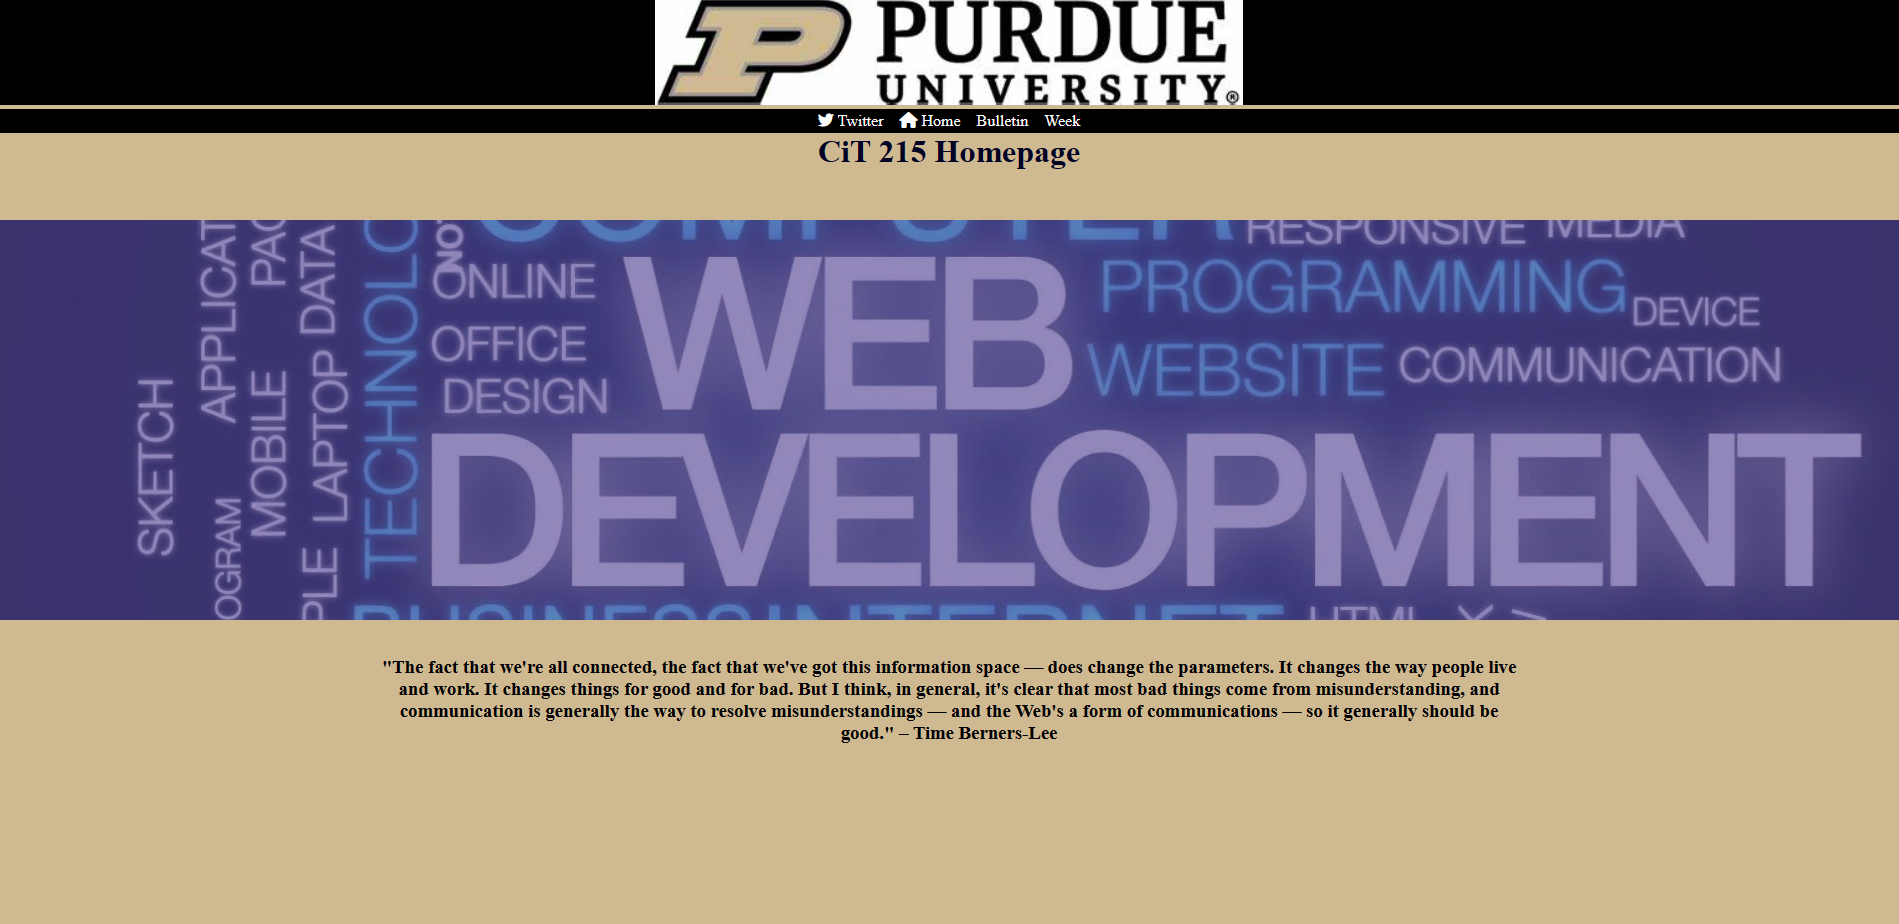 PURDUE
UNIVERSITY®
Twitter Home Bulletin Week
CiT 215 Homepage
COMPUTER
RESPONSIVE MEDIA
ONLINE
OFFICE
DESIGN
WEB
PROGRAMMING
DEVICE
WEBSITE
COMMUNICATION
DEVELOPMENT
SKETCH
APPLICAT
OGRAM
MOBILE
PAG
PLE LAPTOP DATA
TECHNOLO
BUSINESS INTERNET
HTML
"The fact that we're all connected, the fact that we've got this information space — does change the parameters. It changes the way people live
and work. It changes things for good and for bad. But I think, in general, it's clear that most bad things come from misunderstanding, and
communication is generally the way to resolve misunderstandings — and the Web's a form of communications — so it generally should be
good." – Time Berners-Lee